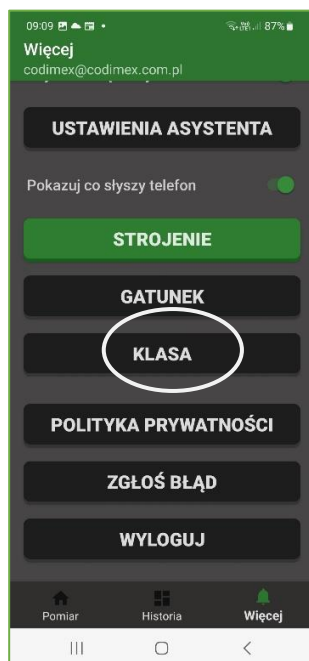 09:09
87%
Więcej
codimex@codimex.com.pl
USTAWIENIA ASYSTENTA
Pokazuj co słyszy telefon
STROJENIE
GATUNEK
KLASA
POLITYKA PRYWATNOŚCI
ZGŁOŚ BŁĄD
WYLOGUJ
Pomiar Historia Więcej